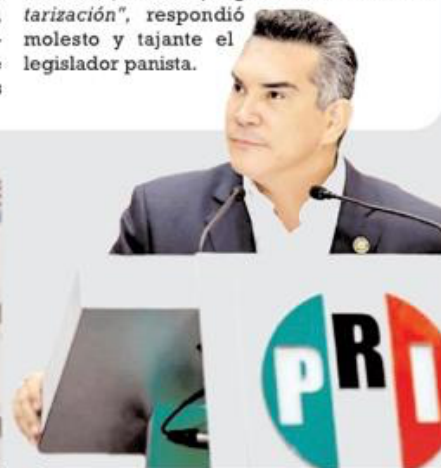 tarización”, respondió
molesto y tajante el
legislador panista.
PRI